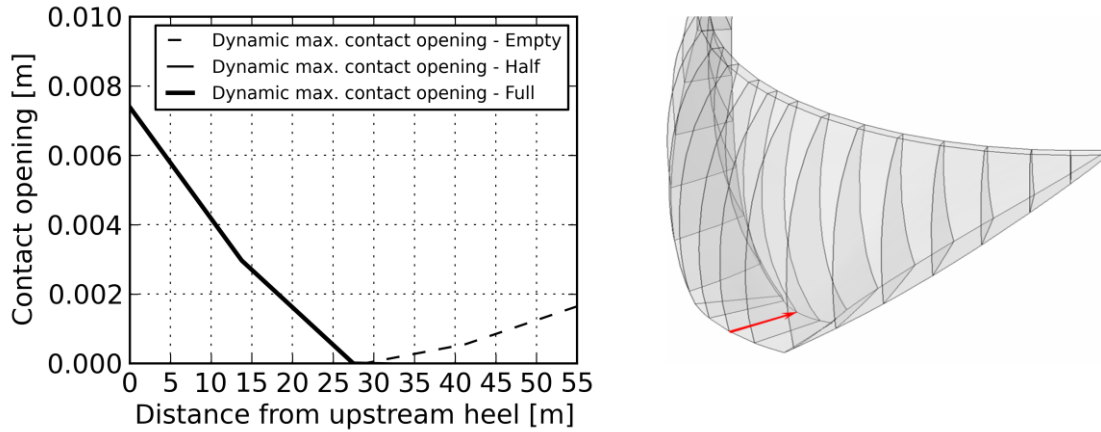 0.010
0.008
0.006
0.004
0.002
0.000
Contact opening [m]
Dynamic max. contact opening - Empty
Dynamic max. contact opening - Half
Dynamic max. contact opening - Full
0 5 10 15 20 25 30 35 40 45 50 55
Distance from upstream heel [m]